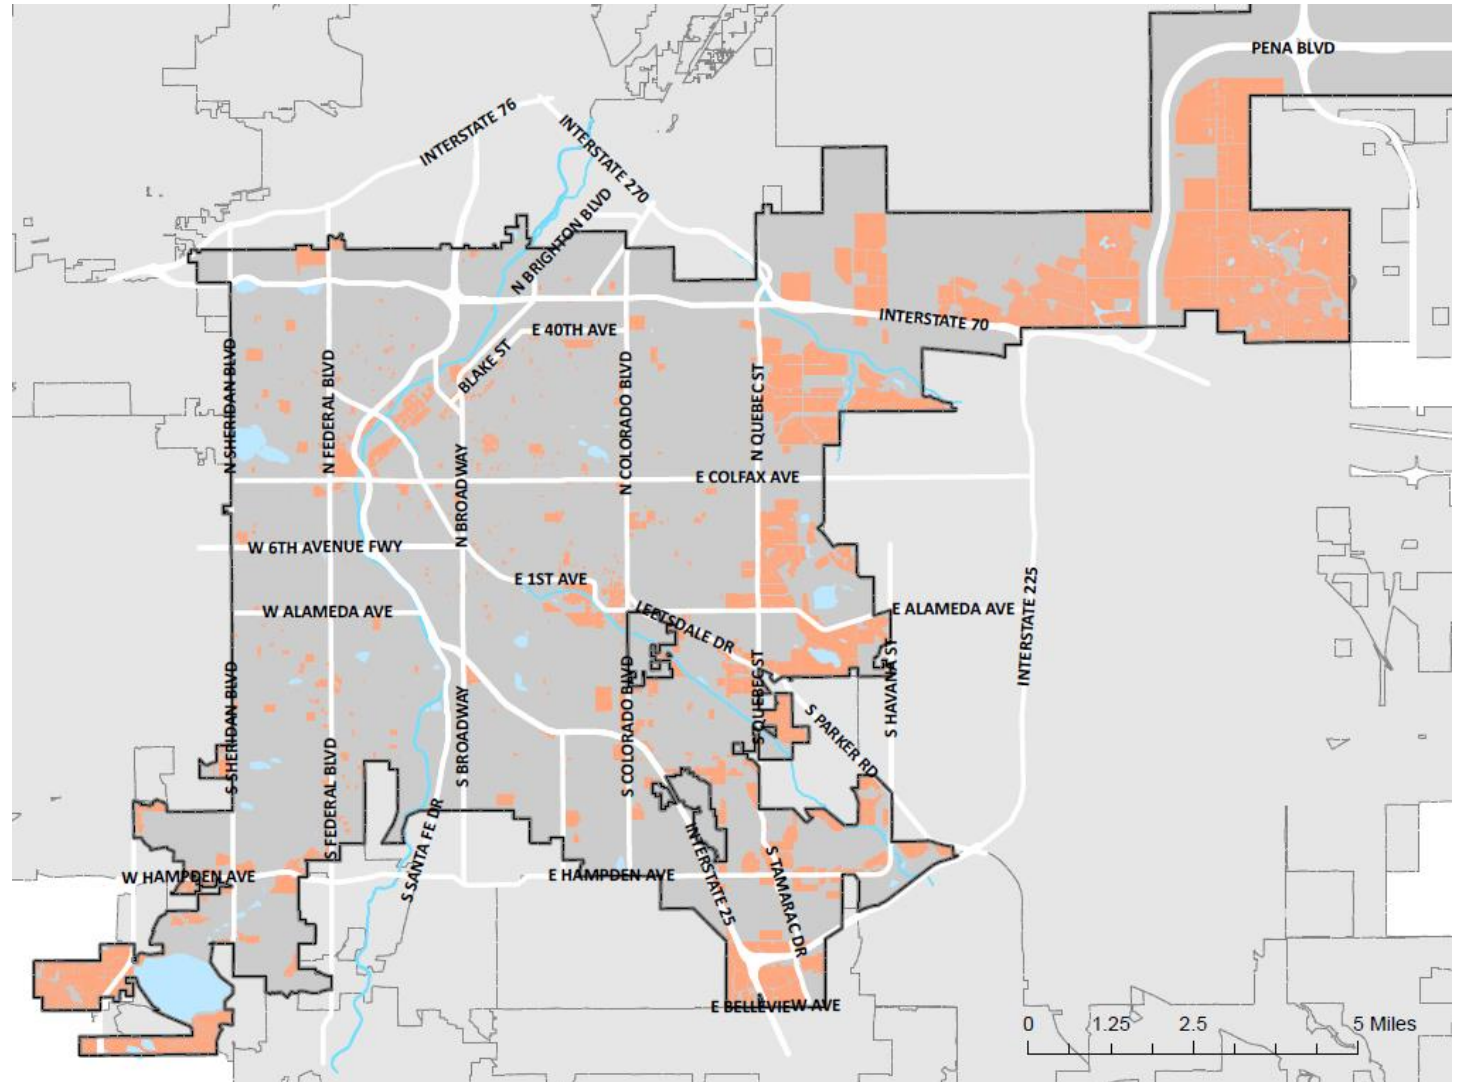 PENA BLVD
INTERSTATE 76
INTERSTATE 270
N BRIGHTON BLVD
INTERSTATE 70
E 40TH AVE
BLAKE ST
N SHERIDAN BLVD
N FEDERAL BLVD
N COLORADO BLVD
N QUEBEC ST
N BROADWAY
E COLFAX AVE
W 6TH AVENUE FWY
E 1ST AVE
W ALAMEDA AVE
LEETSDALE DR
E ALAMEDA AVE
INTERSTATE 225
S SHERIDAN BLVD
S FEDERAL BLVD
S BROADWAY
S COLORADO BLVD
S QUEBEC ST
S HAVANA ST
S PARKER RD
S SANTA FE DR
INTERSTATE 25
S TAMARAC DR
W HAMPDEN AVE
E HAMPDEN AVE
E BELLEVIEW AVE
0 1.25 2.5 5 Miles